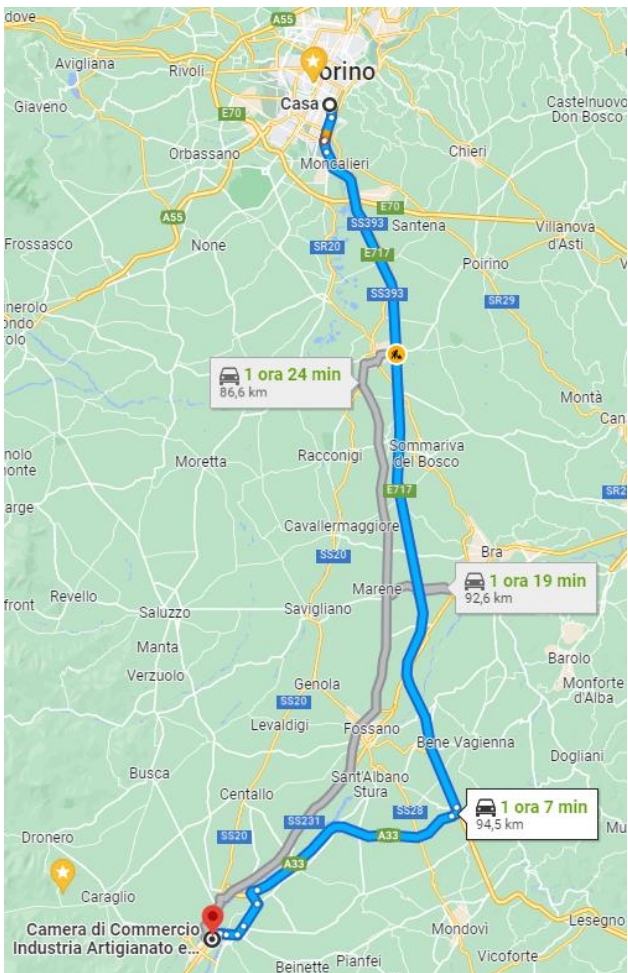 dove
A55
Avigliana
Rivoli
orino
Casa
Giaveno
E70
Castelnuovo
Don Bosco
Orbassano
Moncalieri
Chieri
A55
E70
Frossasco
None
SR20
SS393
Santena
Villanova
d'Asti
E717
Poirino
SS393
SR29
1 ora 24 min
86,6 km
Montà
Sommariva
del Bosco
Moretta
Racconigi
E717
Cavallermaggiore
SS20
Bra
Marene
1 ora 19 min
92,6 km
Revello
Saluzzo
Savigliano
Barolo
Manta
Verzuolo
Genola
Monforte
d'Alba
SS20
Levaldigi
Fossano
Bene Vagienna
Dogliani
Busca
Sant'Albano
Stura
Centallo
SS28
1 ora 7 min
94,5 km
SS231
Dronero
SS20
A33
A33
Caraglio
Camera di Commercio
Industria Artigianato e...
Lesegno
Mondovì
Pianfei
Beinette
Vicoforte